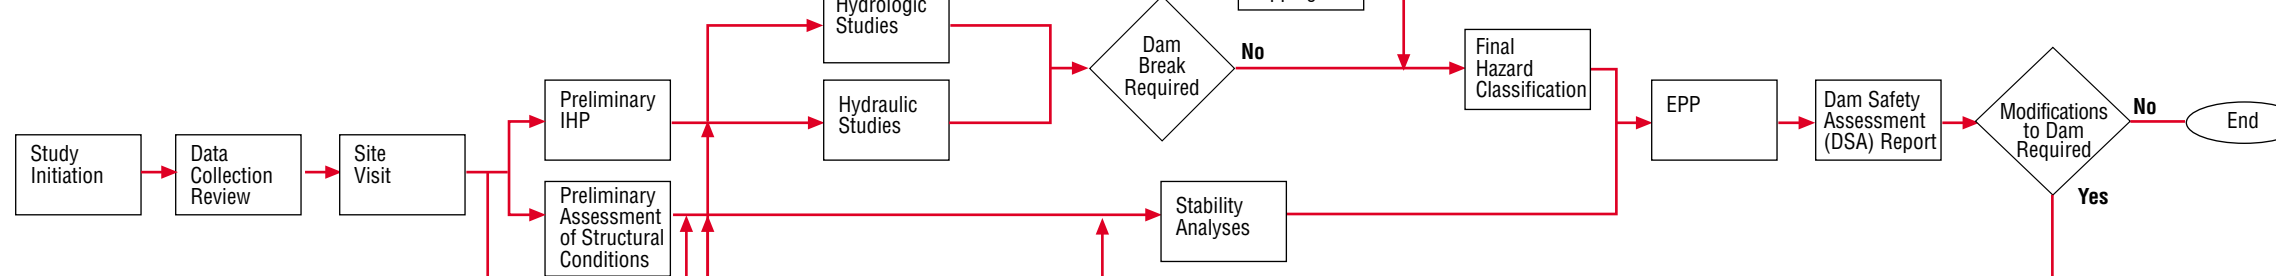 Hydrologic
Studies
Dam
Break
Required
No
Final
Hazard
Classification
Preliminary
IHP
Hydraulic
Studies
EPP
Dam Safety
Assessment
(DSA) Report
Modifications
to Dam
Required
No
End
Yes
Study
Initiation
Data
Collection
Review
Site
Visit
Preliminary
Assessment
of Structural
Conditions
Stability
Analyses